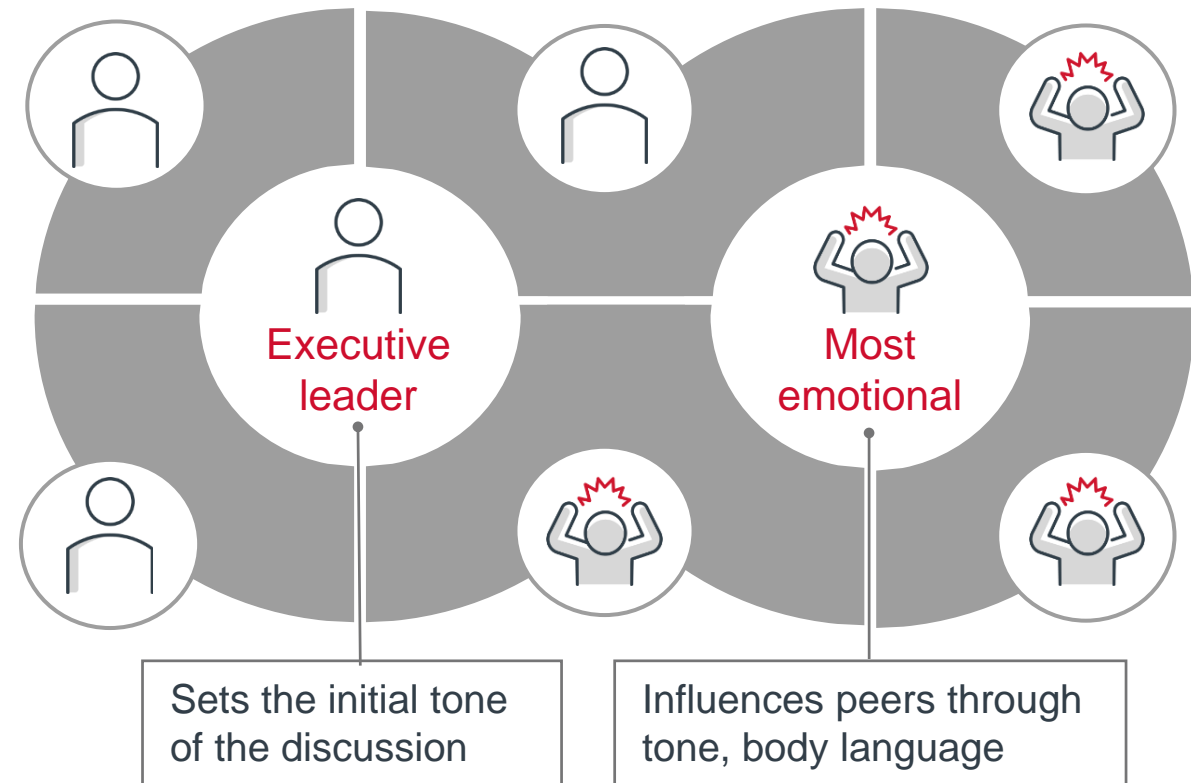 Executive
leader
Most
emotional
Sets the initial tone
of the discussion
Influences peers through
tone, body language